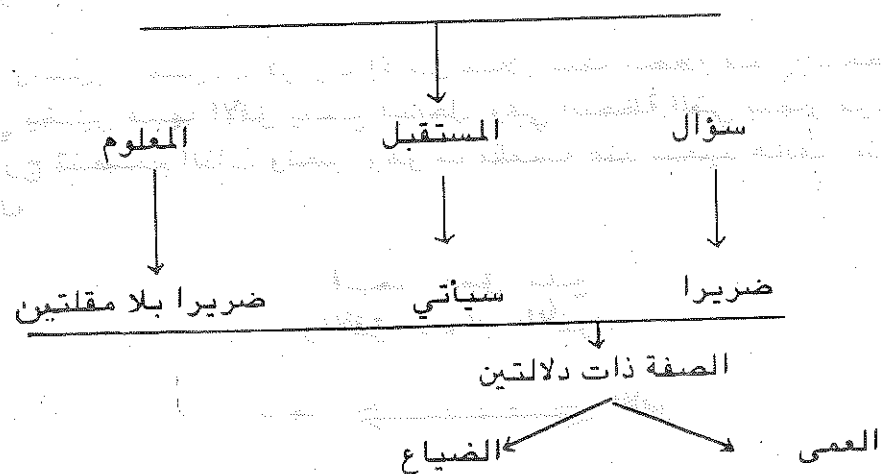 سؤال المستقبل المعلوم
ضريرا سيأتي ضريرا بلا مقلتين
الصفة ذات دلالتين
العمى الضياع